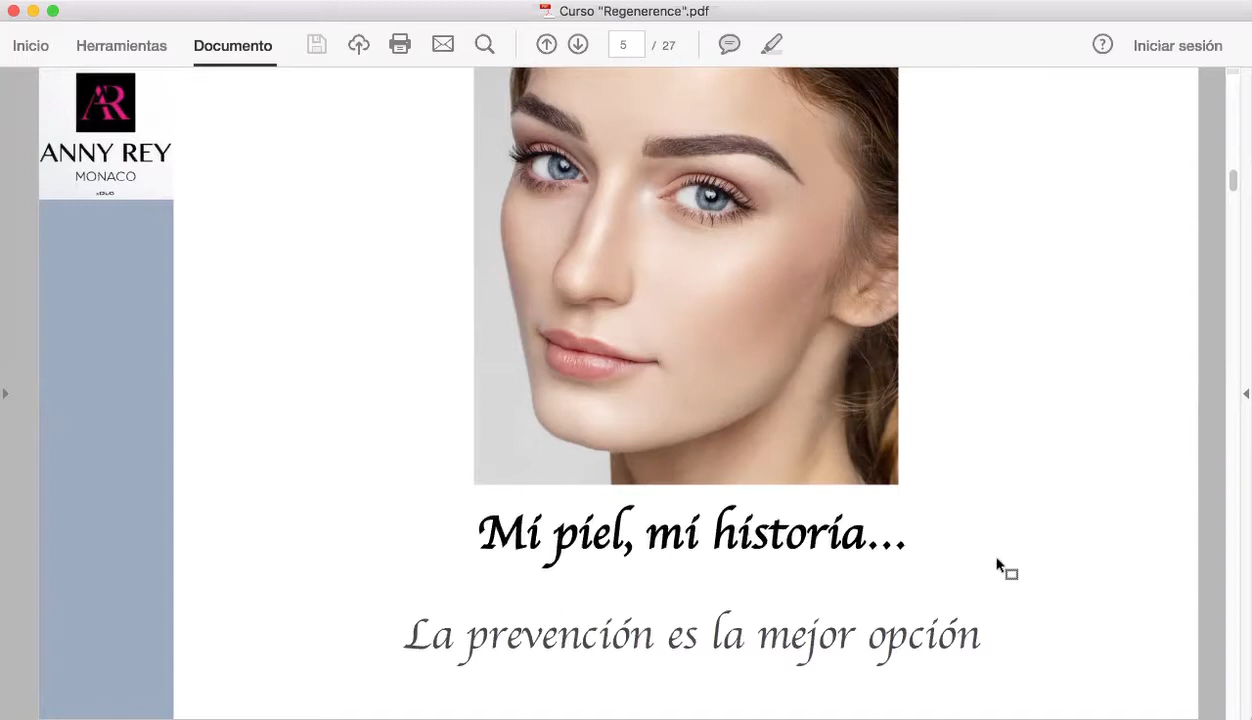 Curso "Regenerence".pdf
Inicio Herramientas Documento 5 / 27 Iniciar sesión
AR
ANNY REY
MONACO
Mi piel, mi historia...
La prevención es la mejor opción